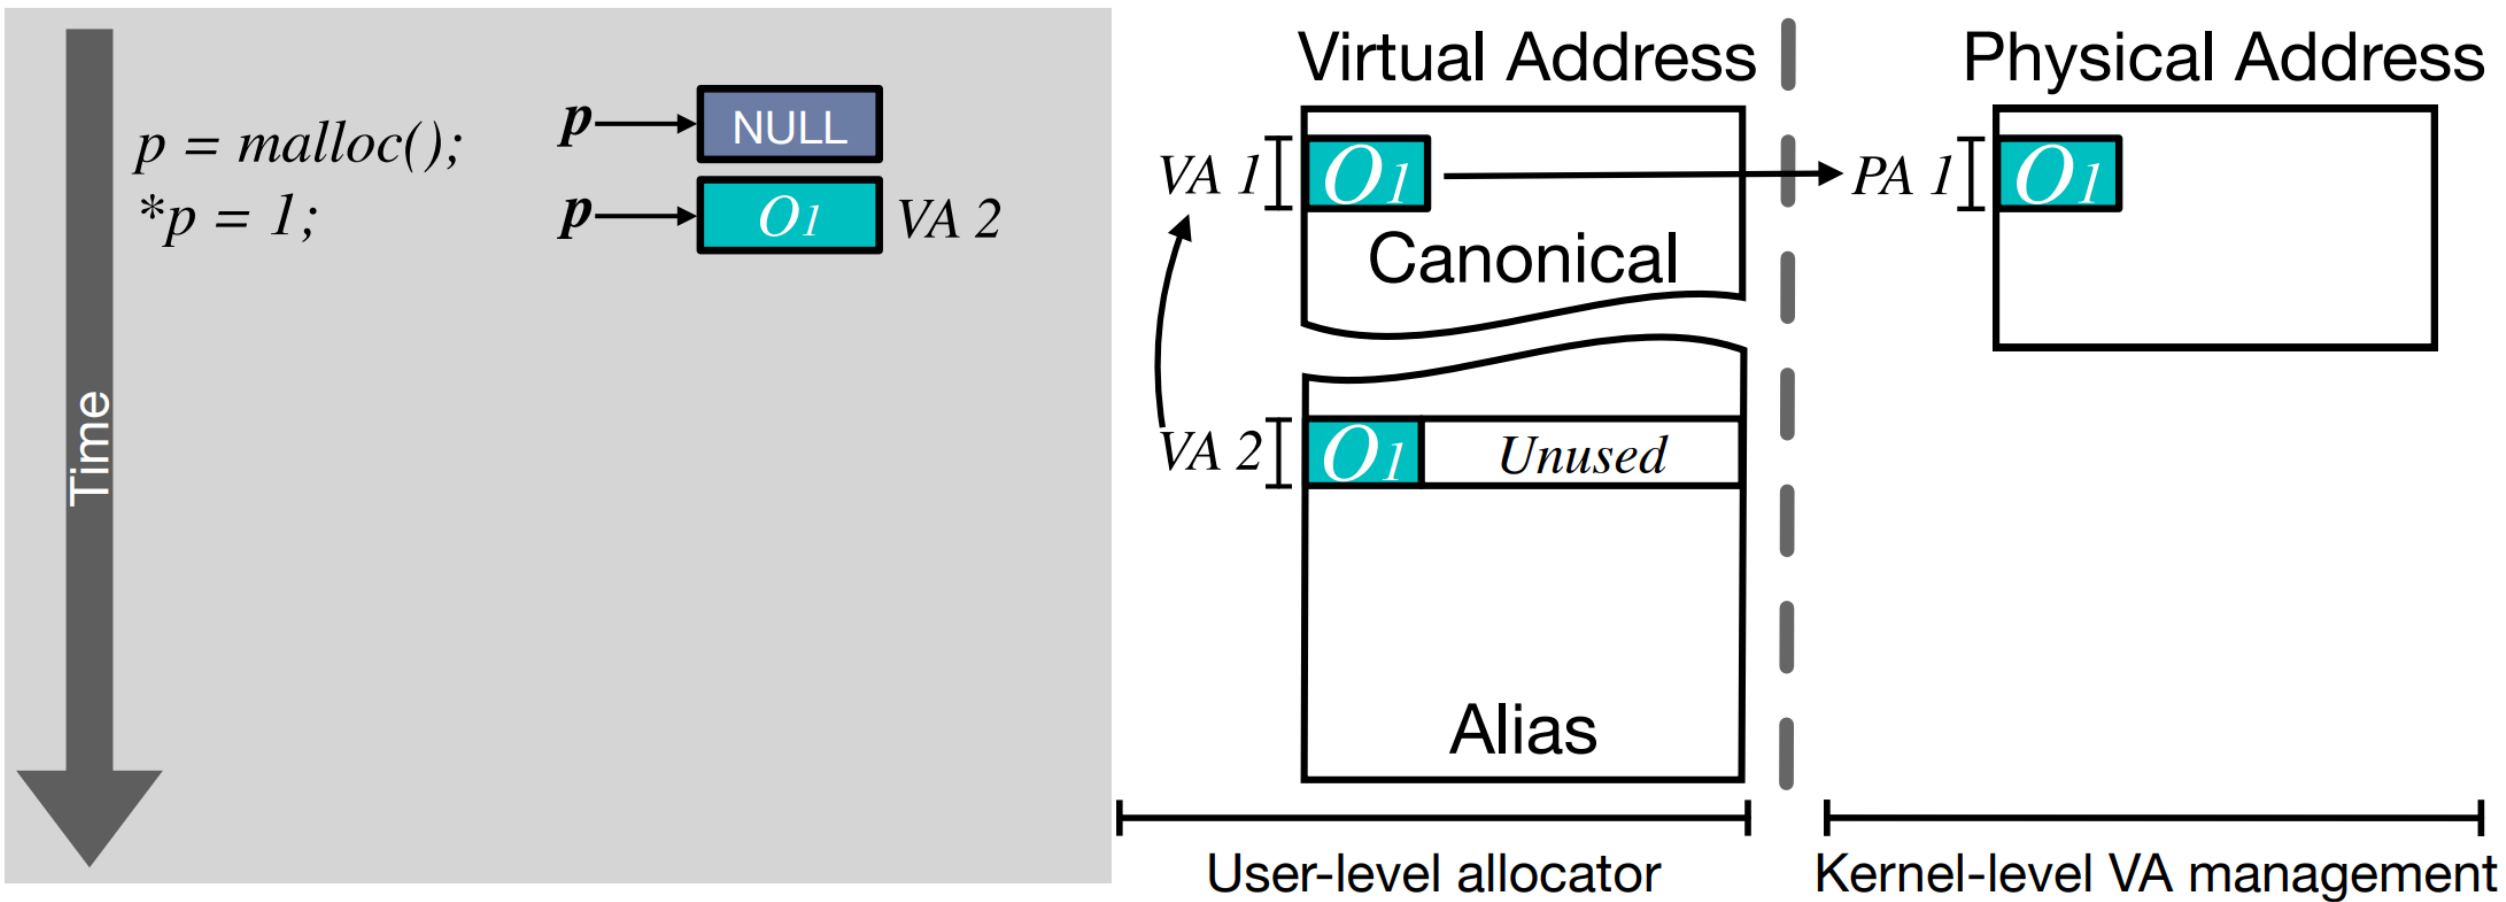 Time
p = malloc();
*p = 1;
p
NULL
p
O1
VA 2
Virtual Address
VA 1
O1
Canonical
VA 2
O1
Unused
Alias
User-level allocator
Physical Address
PA 1
O1
Kernel-level VA management